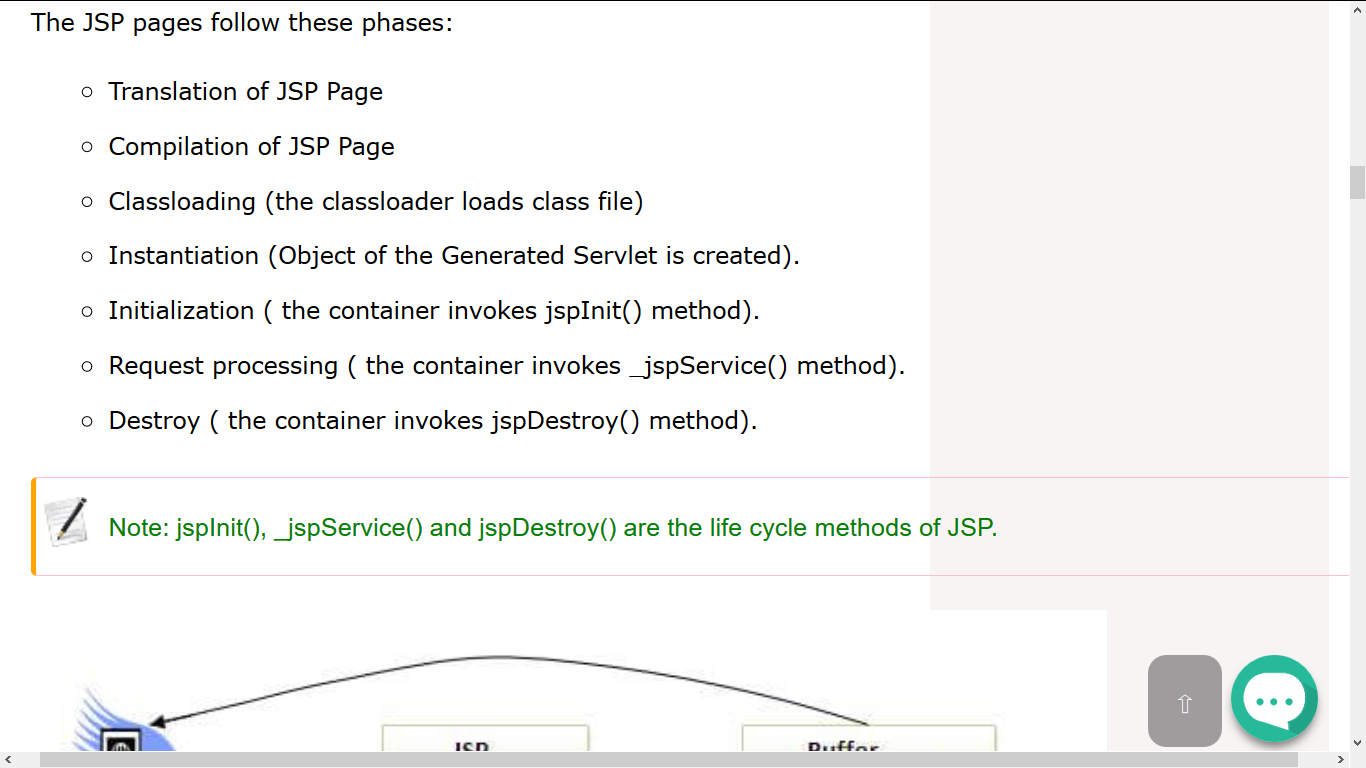 The JSP pages follow these phases:
Translation of JSP Page
Compilation of JSP Page
Classloading (the classloader loads class file)
Instantiation (Object of the Generated Servlet is created).
Initialization ( the container invokes jspInit() method).
Request processing ( the container invokes _jspService() method).
Destroy ( the container invokes jspDestroy() method).
Note: jspInit(), _jspService() and jspDestroy() are the life cycle methods of JSP.
JSP Buffer